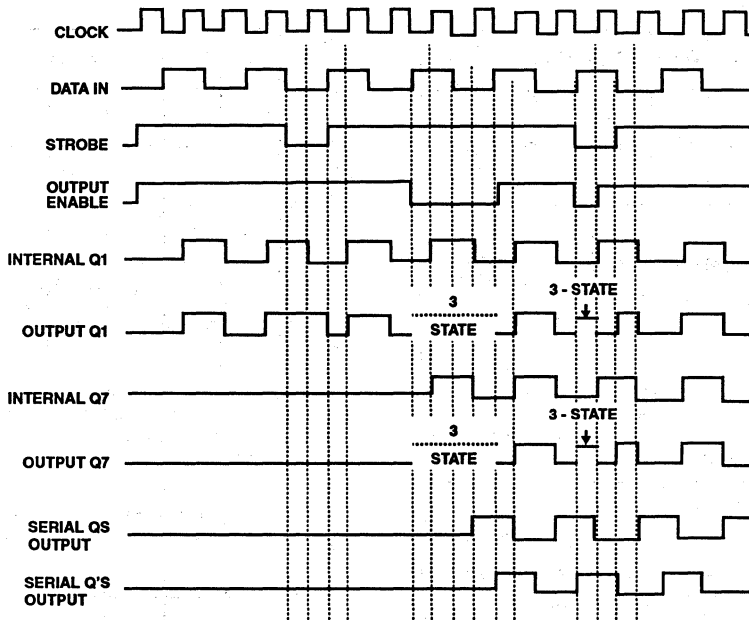 CLOCK
DATA IN
STROBE
OUTPUT
ENABLE
INTERNAL Q1
3
STATE
3 - STATE
OUTPUT Q1
INTERNAL Q7
3
STATE
3 - STATE
OUTPUT Q7
SERIAL QS
OUTPUT
SERIAL Q'S
OUTPUT